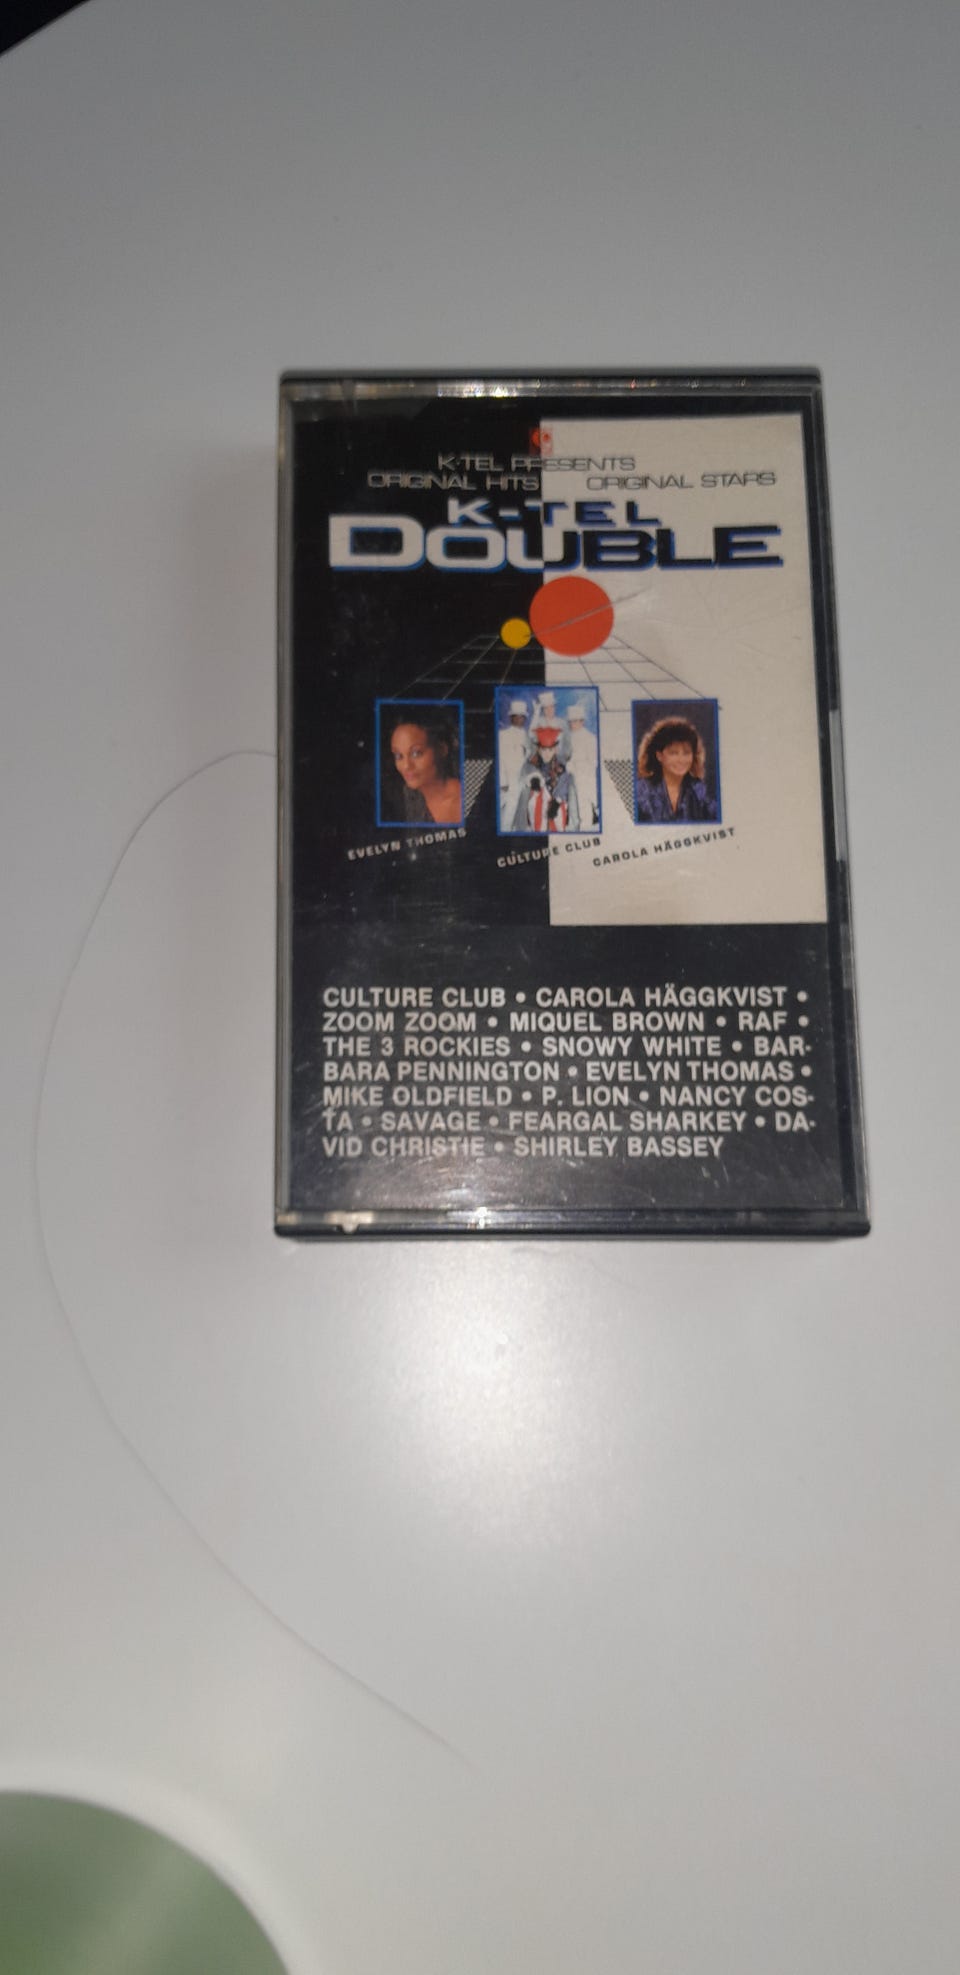 K-TEL PRESENTS
ORIGINAL HITS ORIGINAL STARS
K-TEL
DOUBLE
EVELYN THOMAS
CULTURE CLUB
CAROLA HÄGGKVIST
CULTURE CLUB • CAROLA HÄGGKVIST •
ZOOM ZOOM • MIQUEL BROWN • RAF •
THE 3 ROCKIES • SNOWY WHITE • BAR-
BARA PENNINGTON • EVELYN THOMAS •
MIKE OLDFIELD • P. LION • NANCY COS-
TA • SAVAGE • FEARGAL SHARKEY • DA-
VID CHRISTIE • SHIRLEY BASSEY